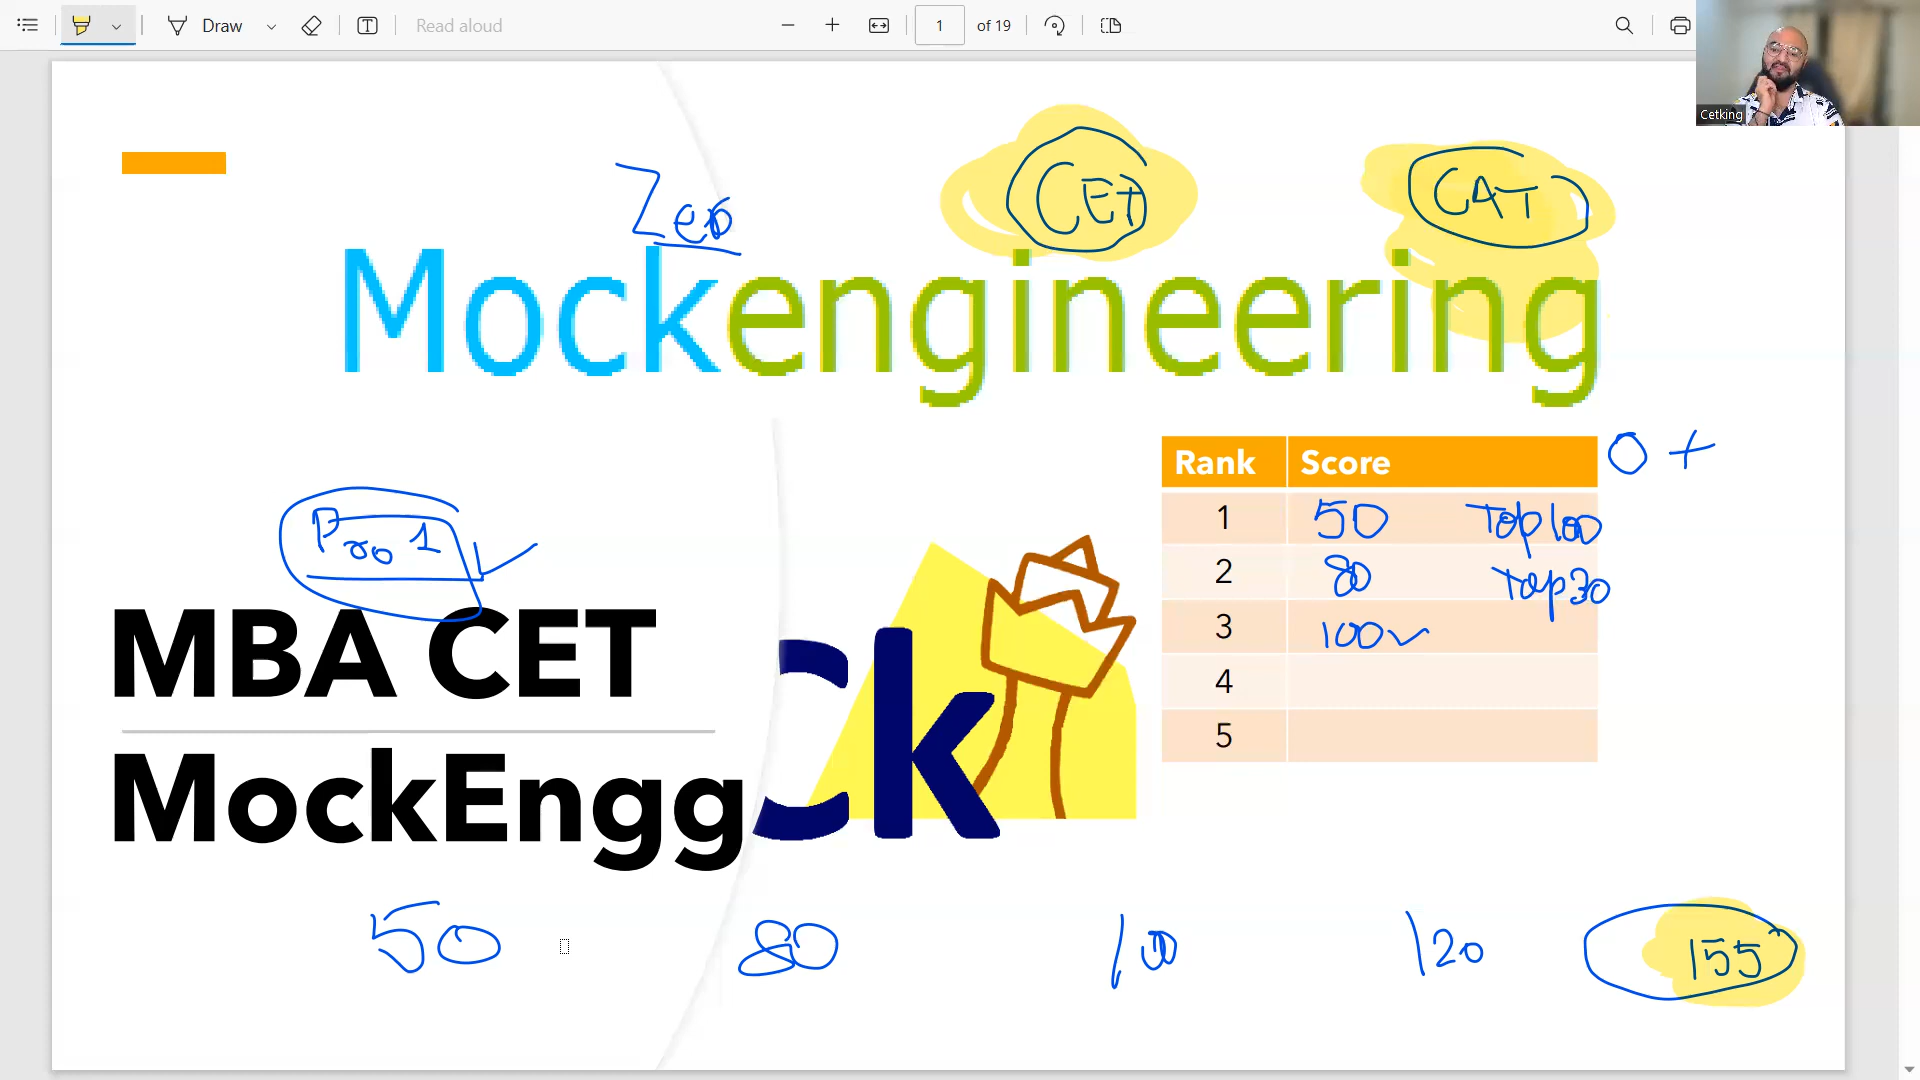 Draw
Read aloud
1 of 19
Cetking
Zero
CET
CAT
Mockengineering
Rank Score 0 +
1 50 Top 100
2 80 Top 30
3 100
4
5
Pro 1
MBA CET
MockEngg
ck
50 80 100 120 155